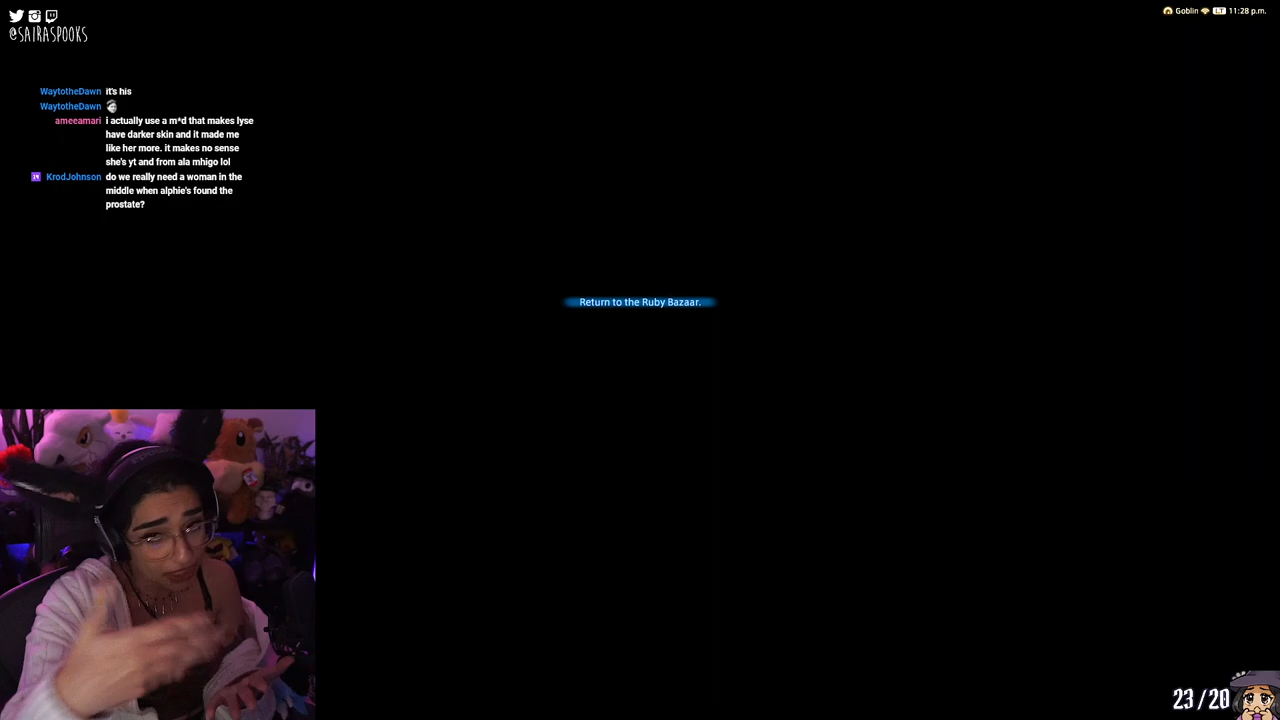 @SAIRASPOOKS
Goblin LT 11:28 p.m.
WaytotheDawn it's his
WaytotheDawn
ameeamari i actually use a m*d that makes lyse
have darker skin and it made me
like her more. it makes no sense
she's yt and from ala mhigo lol
KrodJohnson do we really need a woman in the
middle when alphie's found the
prostate?
Return to the Ruby Bazaar.
23/20